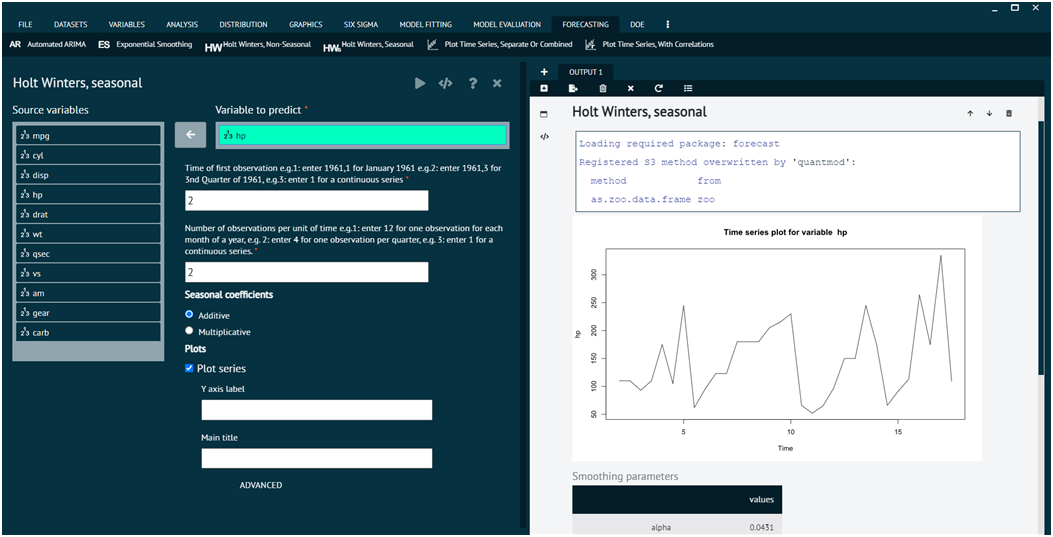 FILE DATASETS VARIABLES ANALYSIS DISTRIBUTION GRAPHICS SIX SIGMA MODEL FITTING MODEL EVALUATION FORECASTING DOE
AR Automated ARIMA ES Exponential Smoothing HW Holt Winters, Non-Seasonal HWs Holt Winters, Seasonal Plot Time Series, Separate Or Combined Plot Time Series, With Correlations
Holt Winters, seasonal
Source variables
mpg
cyl
disp
hp
drat
wt
qsec
vs
am
gear
carb
Variable to predict *
hp
Time of first observation e.g.1: enter 1961,1 for January 1961 e.g.2: enter 1961,3 for
3nd Quarter of 1961, e.g.3: enter 1 for a continuous series *
2
Number of observations per unit of time e.g.1: enter 12 for one observation for each
month of a year, e.g. 2: enter 4 for one observation per quarter, e.g. 3: enter 1 for a
continuous series. *
2
Seasonal coefficients
Additive
Multiplicative
Plots
Plot series
Y axis label
Main title
ADVANCED
OUTPUT 1
Holt Winters, seasonal
Loading required package: forecast
Registered S3 method overwritten by 'quantmod':
method from
as.zoo.data.frame zoo
Time series plot for variable hp
hp
300
250
200
150
100
50
5 10 15
Time
Smoothing parameters
values
alpha 0.0431